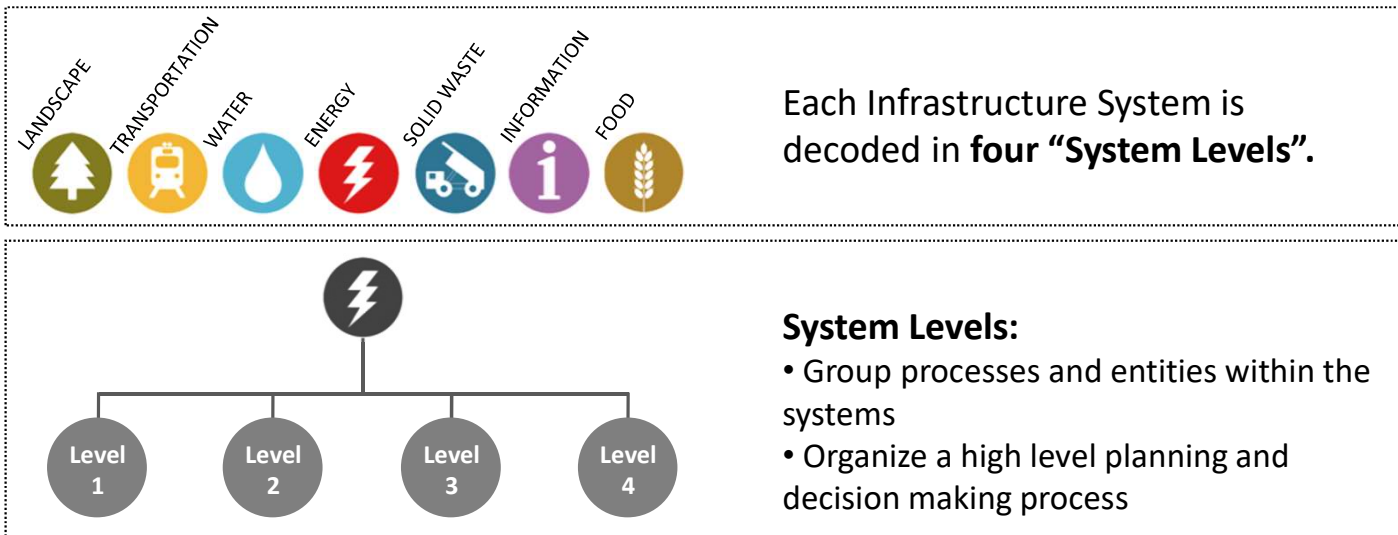 LANDSCAPE
TRANSPORTATION
WATER
ENERGY
SOLID WASTE
INFORMATION
FOOD
i
Each Infrastructure System is
decoded in four “System Levels”.
Level
1
Level
2
Level
3
Level
4
System Levels:
• Group processes and entities within the
systems
• Organize a high level planning and
decision making process